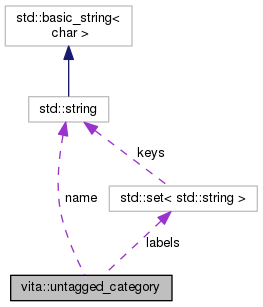 std::basic_string<
char >
std::string
keys
name
std::set< std::string >
labels
vita::untagged_category